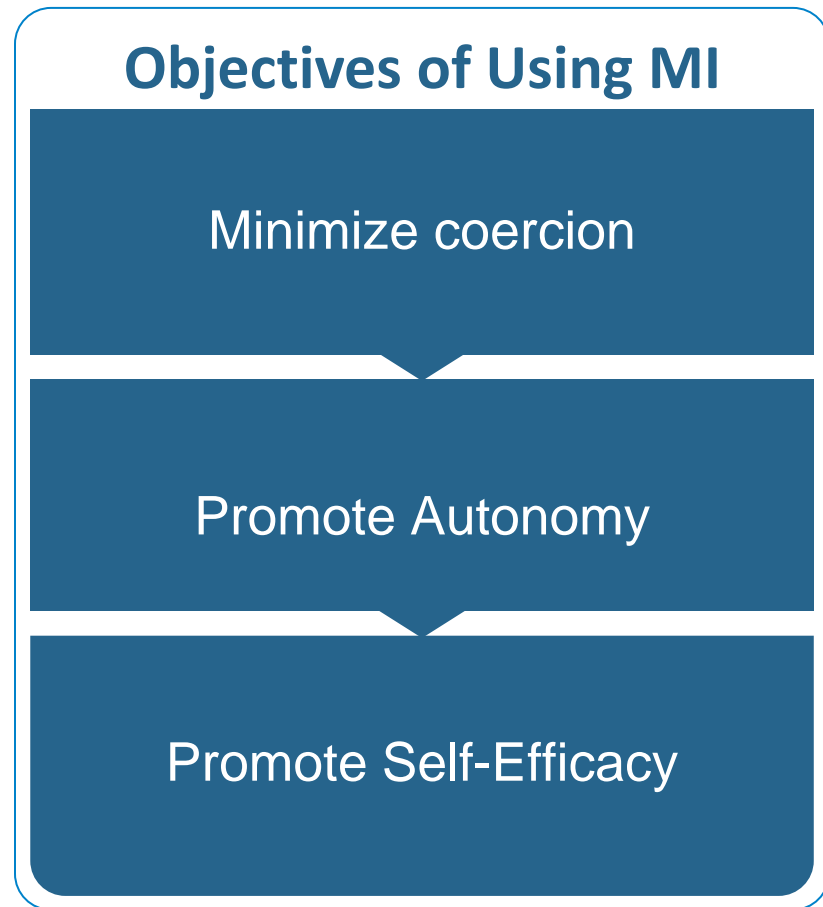 Objectives of Using MI
Minimize coercion
Promote Autonomy
Promote Self-Efficacy